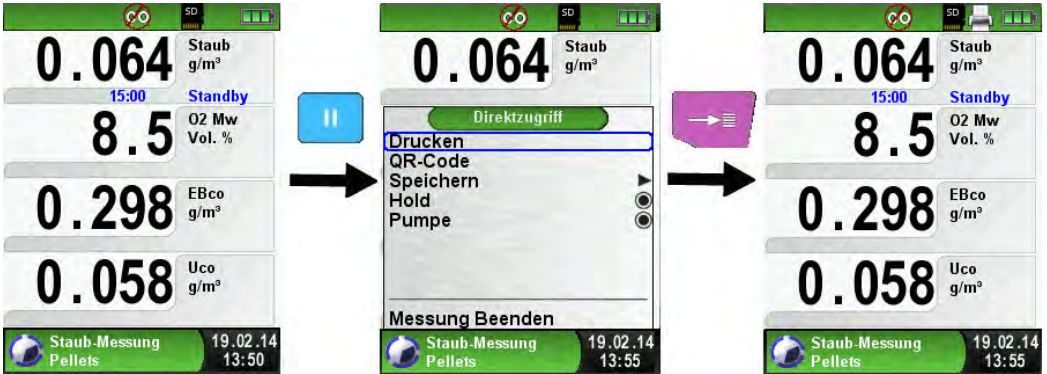 CO
SD
0.064
Staub
g/m³
15:00
Standby
8.5
O2 Mw
Vol. %
0.298
EBco
g/m³
0.058
Uco
g/m³
Staub-Messung
Pellets
19.02.14
13:50
CO
SD
0.064
Staub
g/m³
Direktzugriff
Drucken
QR-Code
Speichern
Hold
Pumpe
Messung Beenden
Staub-Messung
Pellets
19.02.14
13:55
CO
SD
0.064
Staub
g/m³
15:00
Standby
8.5
O2 Mw
Vol. %
0.298
EBco
g/m³
0.058
Uco
g/m³
Staub-Messung
Pellets
19.02.14
13:55